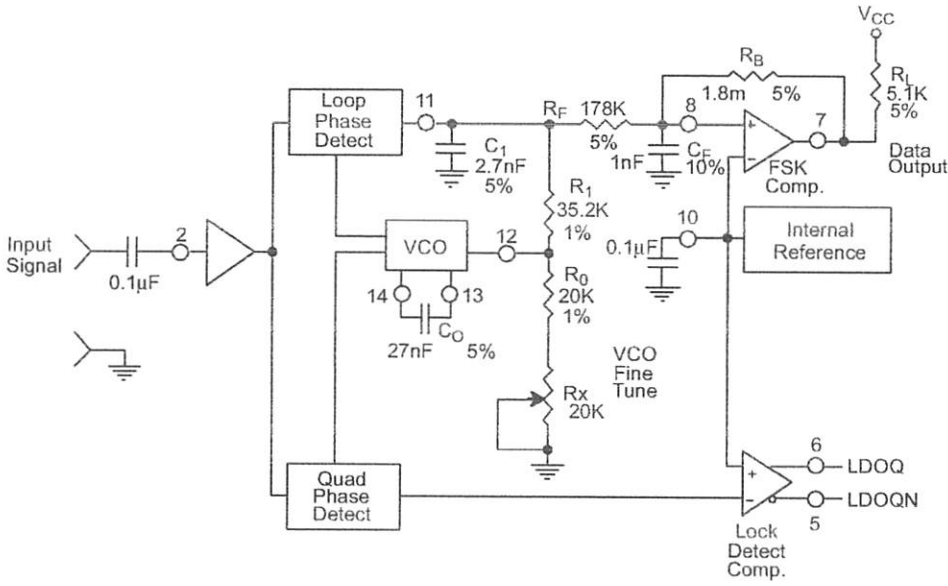 VCC
RB
1.8m 5%
RL
5.1K
5%
Loop
Phase
Detect
11
RF 178K
5%
8
7
+
−
FSK
Comp.
Data
Output
C1
2.7nF
5%
1nF
CF
10%
R1
35.2K
1%
10
0.1µF
Internal
Reference
Input
Signal
0.1µF
2
VCO
12
14
13
CO
27nF 5%
R0
20K
1%
VCO
Fine
Tune
Rx
20K
Quad
Phase
Detect
+
−
6
LDOQ
LDOQN
5
Lock
Detect
Comp.